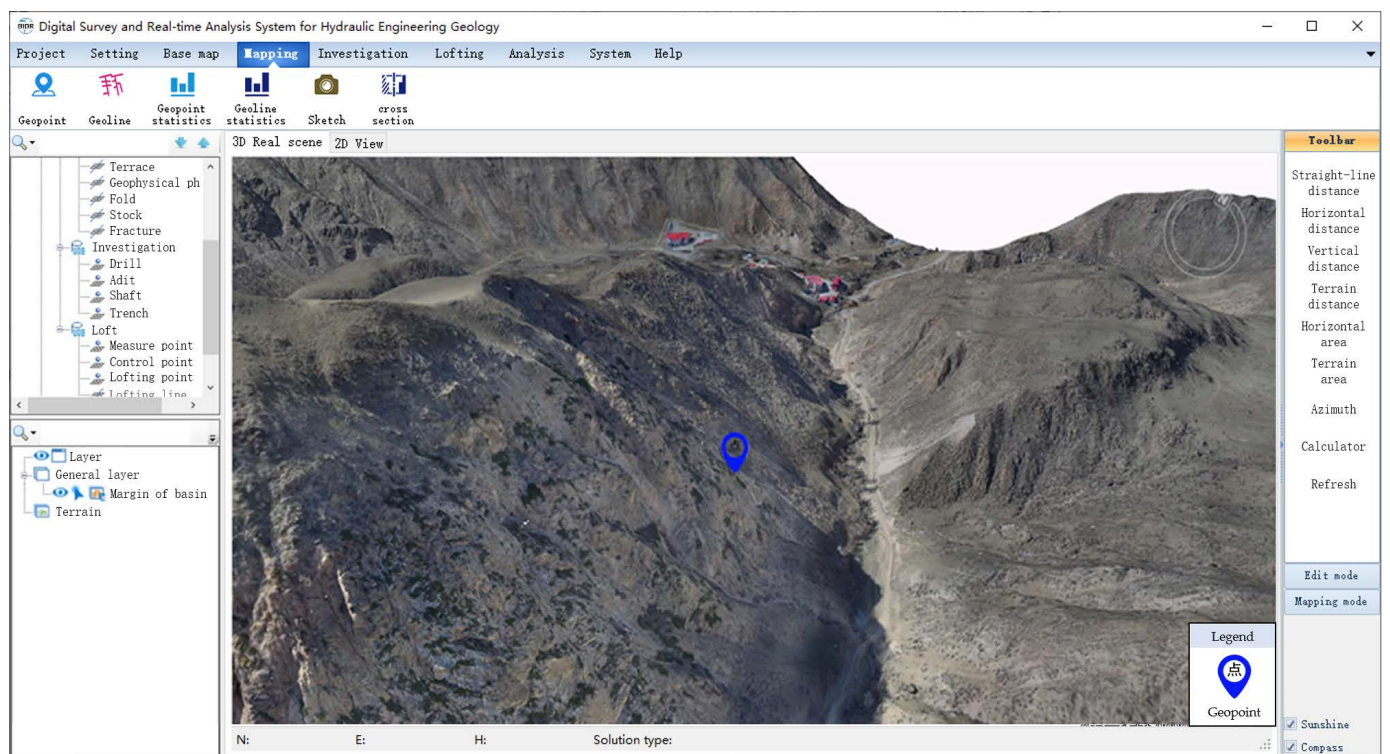 BIDR Digital Survey and Real-time Analysis System for Hydraulic Engineering Geology
Project Setting Base map Mapping Investigation Lofting Analysis System Help
Geopoint
Geoline
Geopoint
statistics
Geoline
statistics
Sketch
cross
section
Terrace
Geophysical ph
Fold
Stock
Fracture
Investigation
Drill
Adit
Shaft
Trench
Loft
Measure point
Control point
Lofting point
Lofting line
Layer
General layer
Margin of basin
Terrain
3D Real scene 2D View
点
Legend
点
Geopoint
N: E: H: Solution type:
Toolbar
Straight-line
distance
Horizontal
distance
Vertical
distance
Terrain
distance
Horizontal
area
Terrain
area
Azimuth
Calculator
Refresh
Edit mode
Mapping mode
Sunshine
Compass